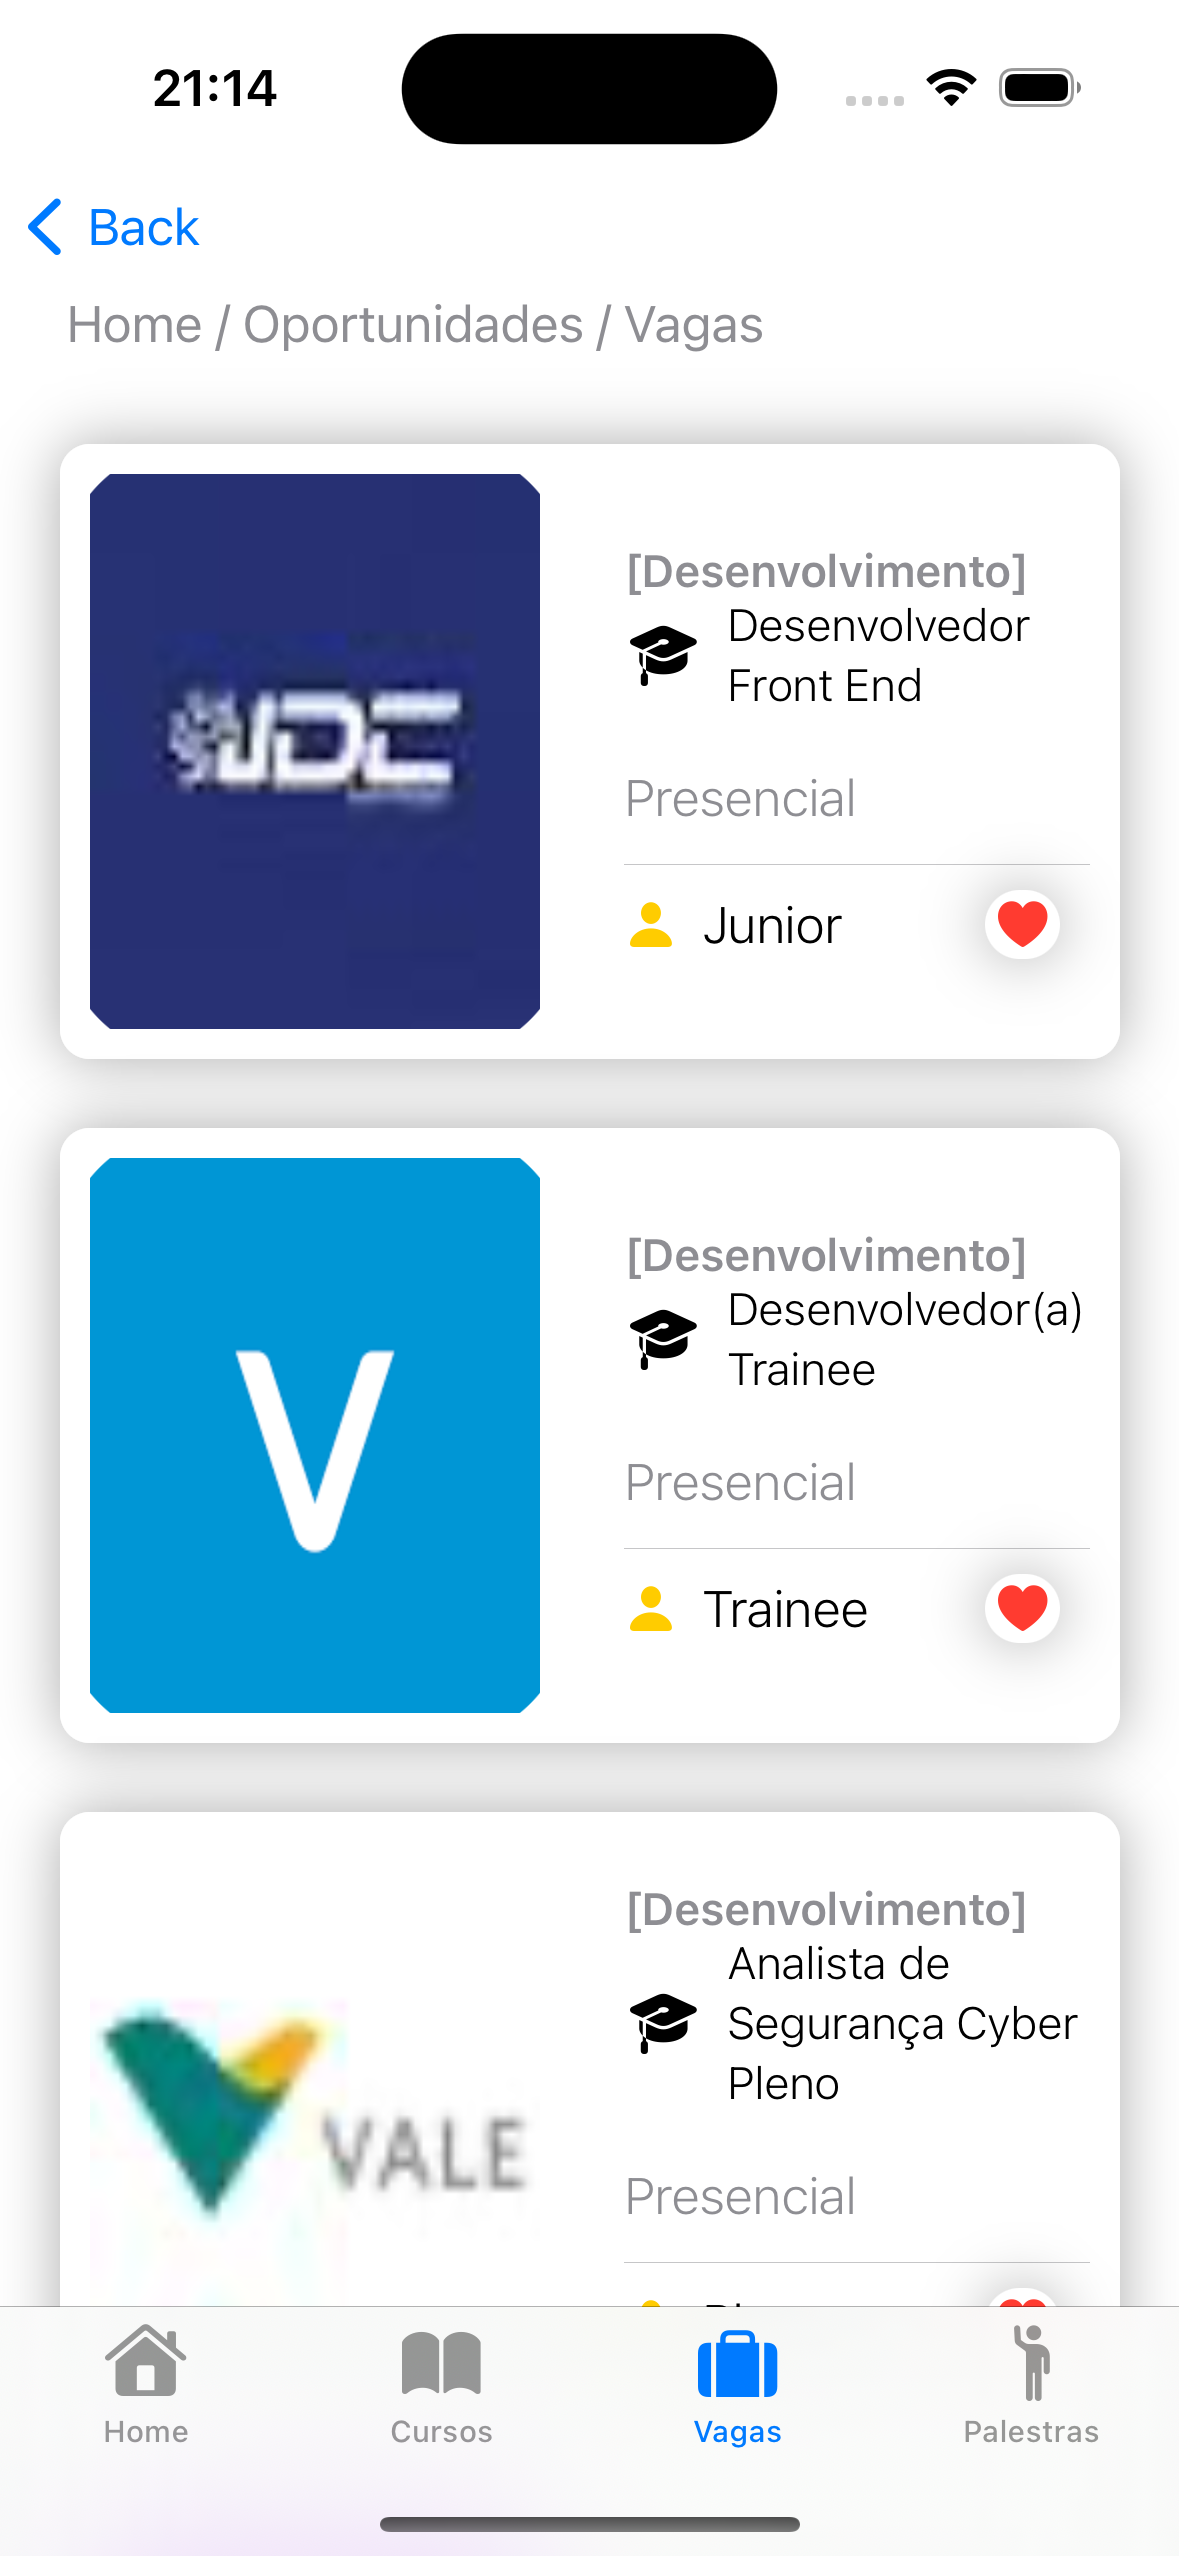 21:14
Back
Home / Oportunidades / Vagas
[Desenvolvimento]
Desenvolvedor
Front End
Presencial
Junior
V
[Desenvolvimento]
Desenvolvedor(a)
Trainee
Presencial
Trainee
VALE
[Desenvolvimento]
Analista de
Segurança Cyber
Pleno
Presencial
Home
Cursos
Vagas
Palestras